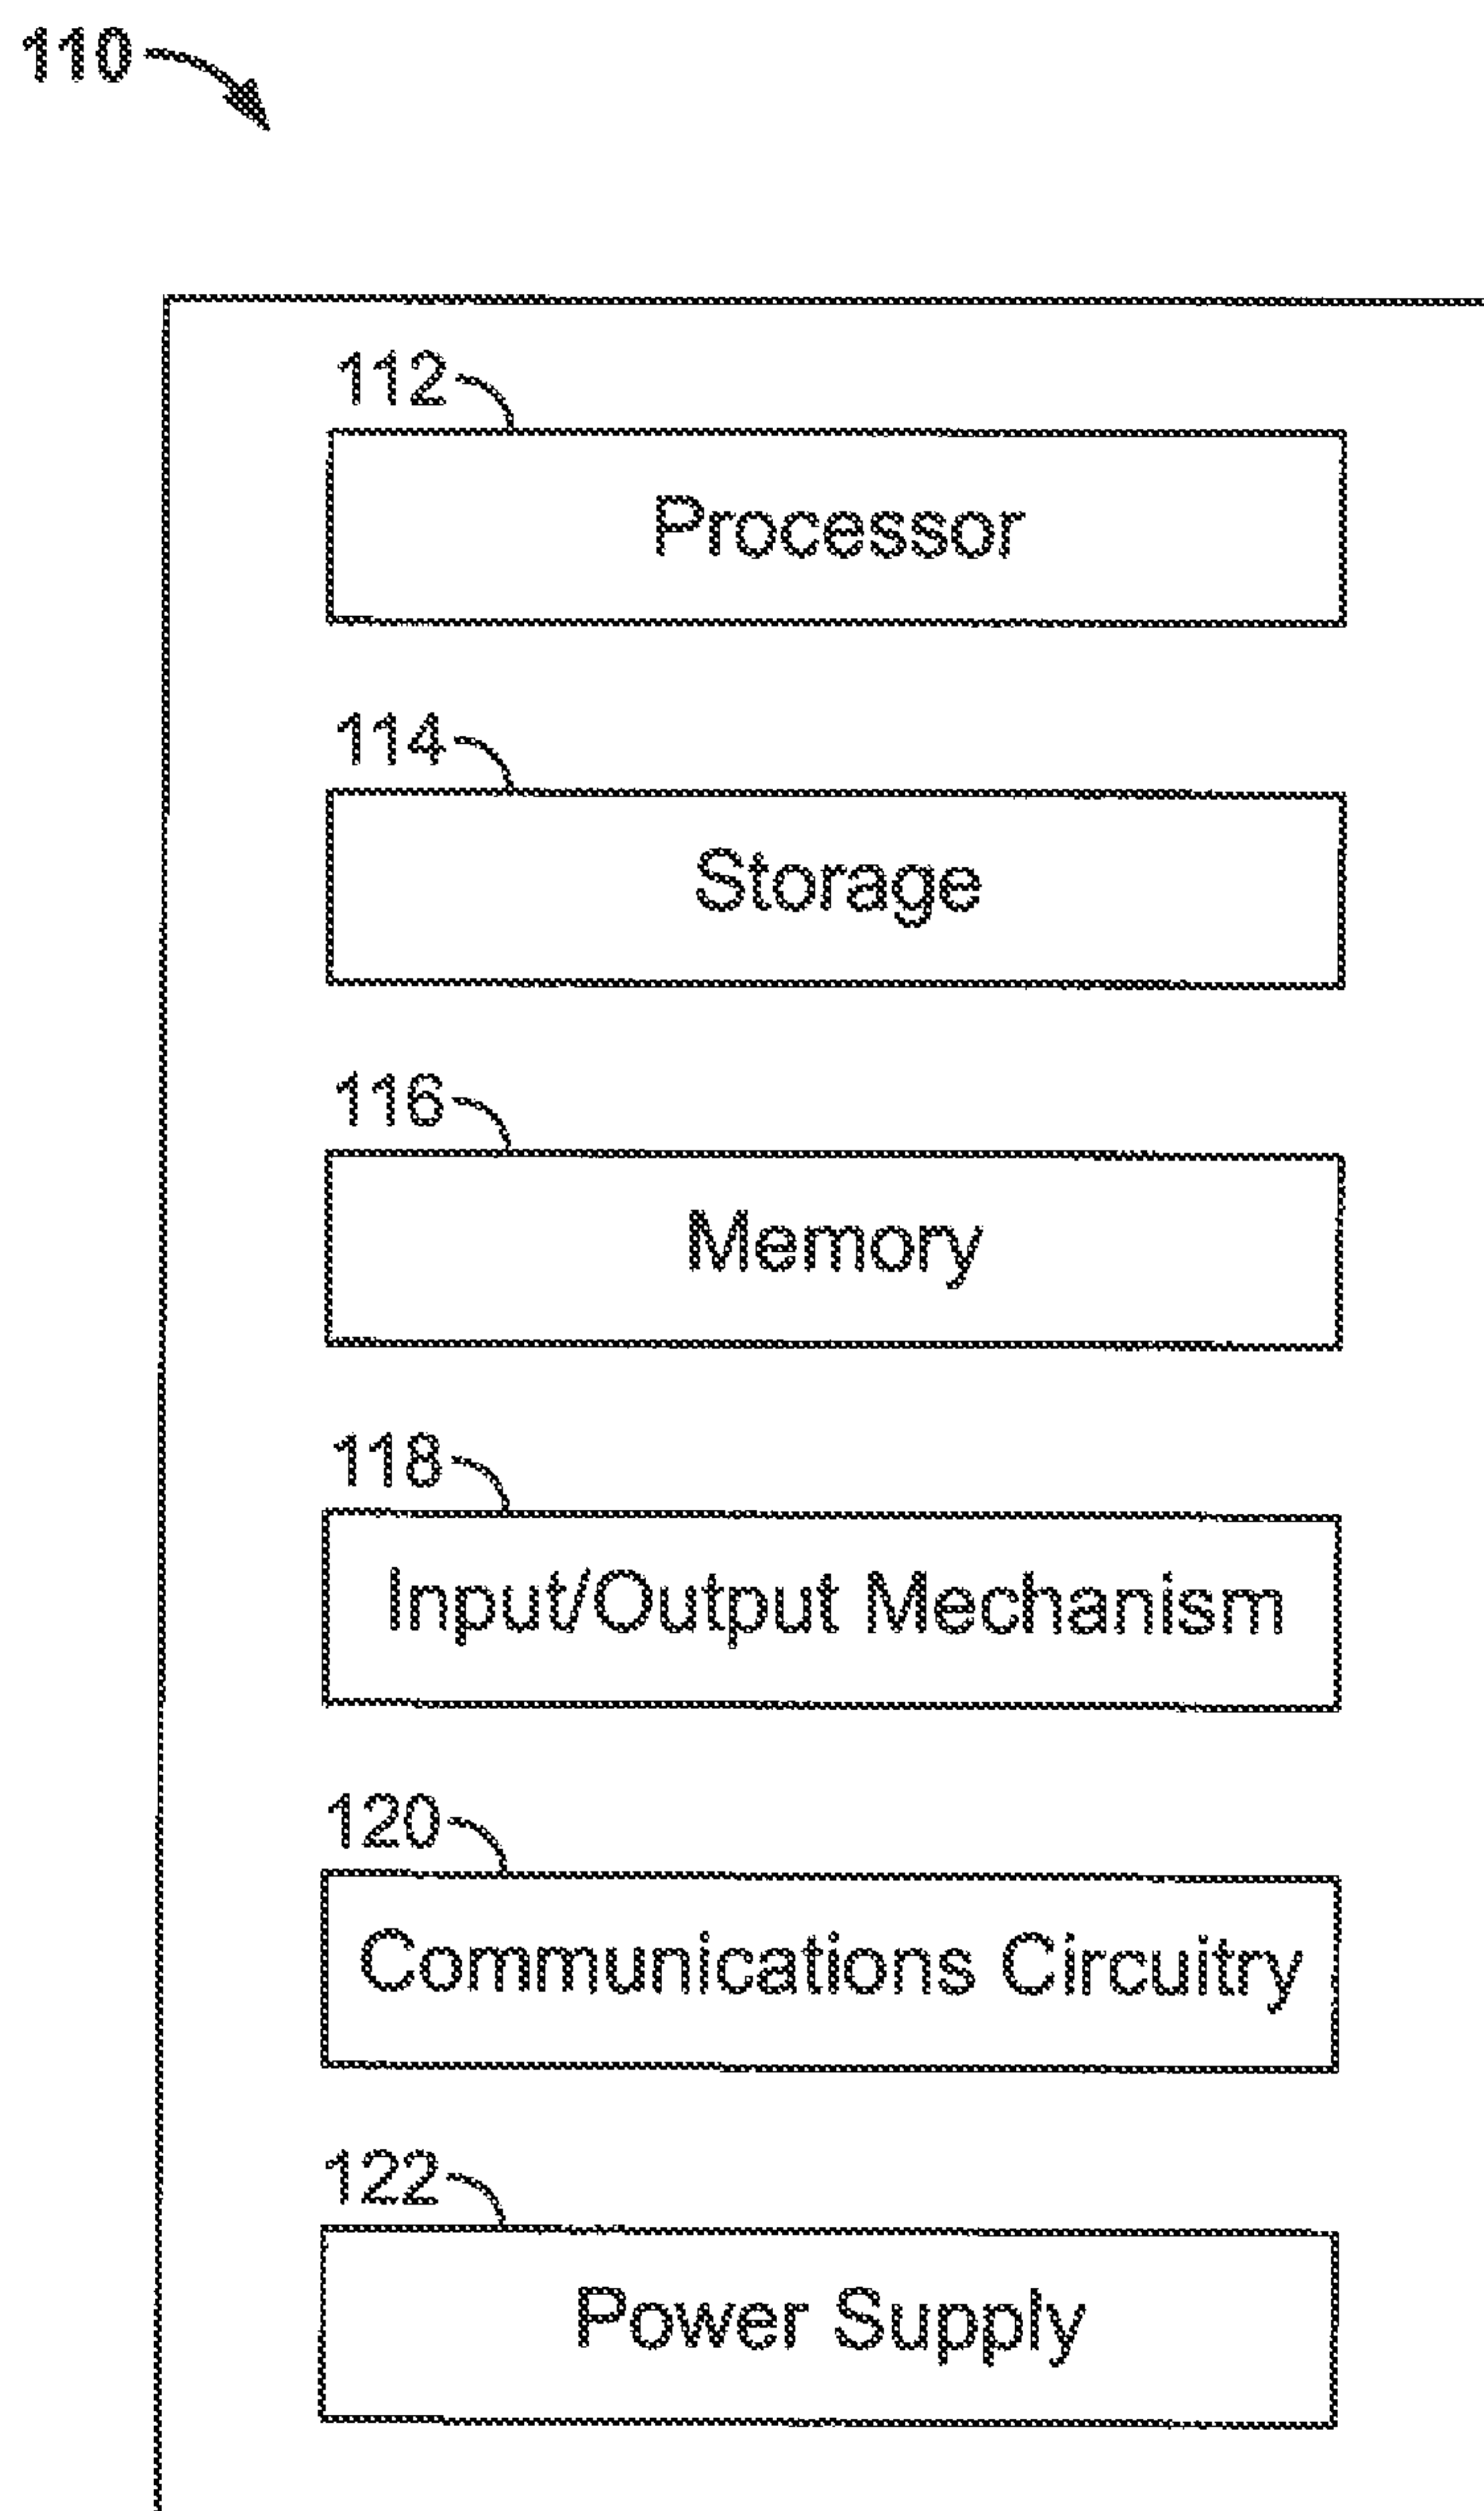 110
112
Processor
114
Storage
116
Memory
118
Input/Output Mechanism
120
Communications Circuitry
122
Power Supply